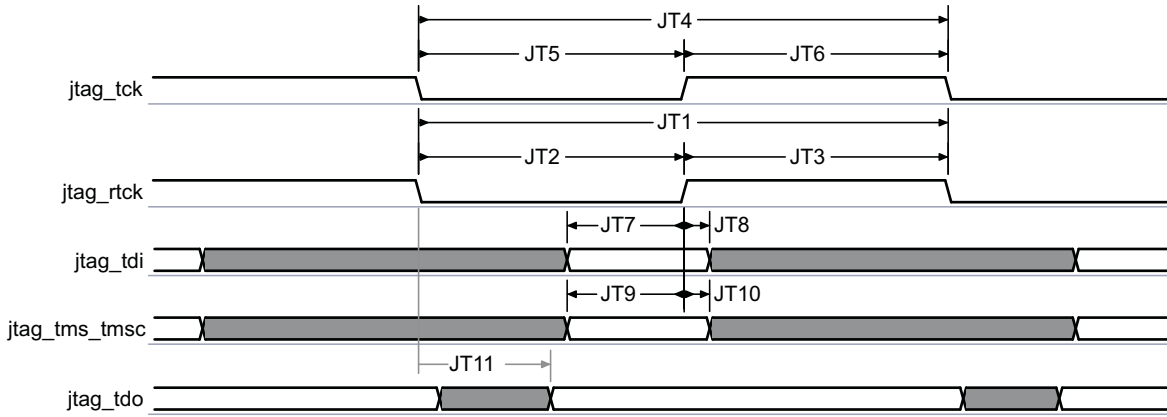 JT4
JT5 JT6
jtag_tck
JT1
JT2 JT3
jtag_rtck
JT7 JT8
jtag_tdi
JT9 JT10
jtag_tms_tmsc
JT11
jtag_tdo